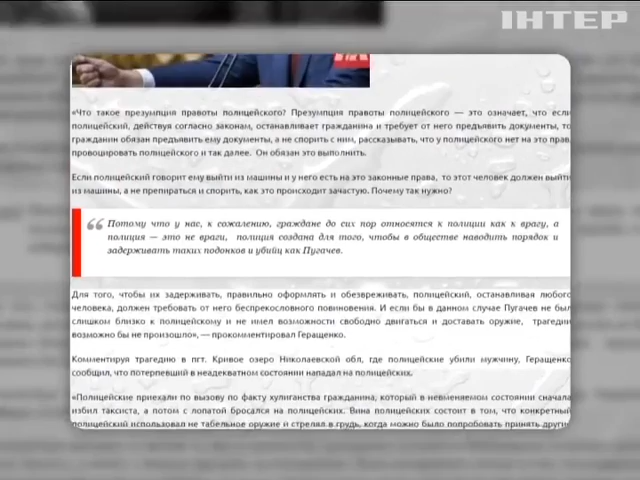 ІНТЕР
«Что такое презумпция правоты полицейского? Презумпция правоты полицейского — это означает, что если
полицейский, действуя согласно законам, останавливает гражданина и требует от него предъявить документы, то
гражданин обязан предъявить ему документы, а не спорить с ним, рассказывать, что у полицейского нет на это прав,
провоцировать полицейского и так далее. Он обязан это выполнить.
Если полицейский говорит ему выйти из машины и у него есть на это законные права, то этот человек должен выйти
из машины, а не препираться и спорить, как это происходит зачастую. Почему так нужно?
“ Потому что у нас, к сожалению, граждане до сих пор относятся к полиции как к врагу, а
полиция — это не враги, полиция создана для того, чтобы в обществе наводить порядок и
задерживать таких подонков и убийц как Пугачев.
Для того, чтобы их задерживать, правильно оформлять и обезвреживать, полицейский, останавливая любого
человека, должен требовать от него беспрекословного повиновения. И если бы в данном случае Пугачев не был
слишком близко к полицейскому и не имел возможности свободно двигаться и доставать оружие, трагедии
возможно бы не произошло», — прокомментировал Геращенко.
Комментируя трагедию в пгт. Кривое озеро Николаевской обл, где полицейские убили мужчину, Геращенко
сообщил, что потерпевший в неадекватном состоянии нападал на полицейских.
«Полицейские приехали по вызову по факту хулиганства гражданина, который в невменяемом состоянии сначала
избил таксиста, а потом с лопатой бросался на полицейских. Вина полицейских состоит в том, что конкретный
полицейский использовал не табельное оружие и стрелял в грудь, когда можно было попробовать принять другие